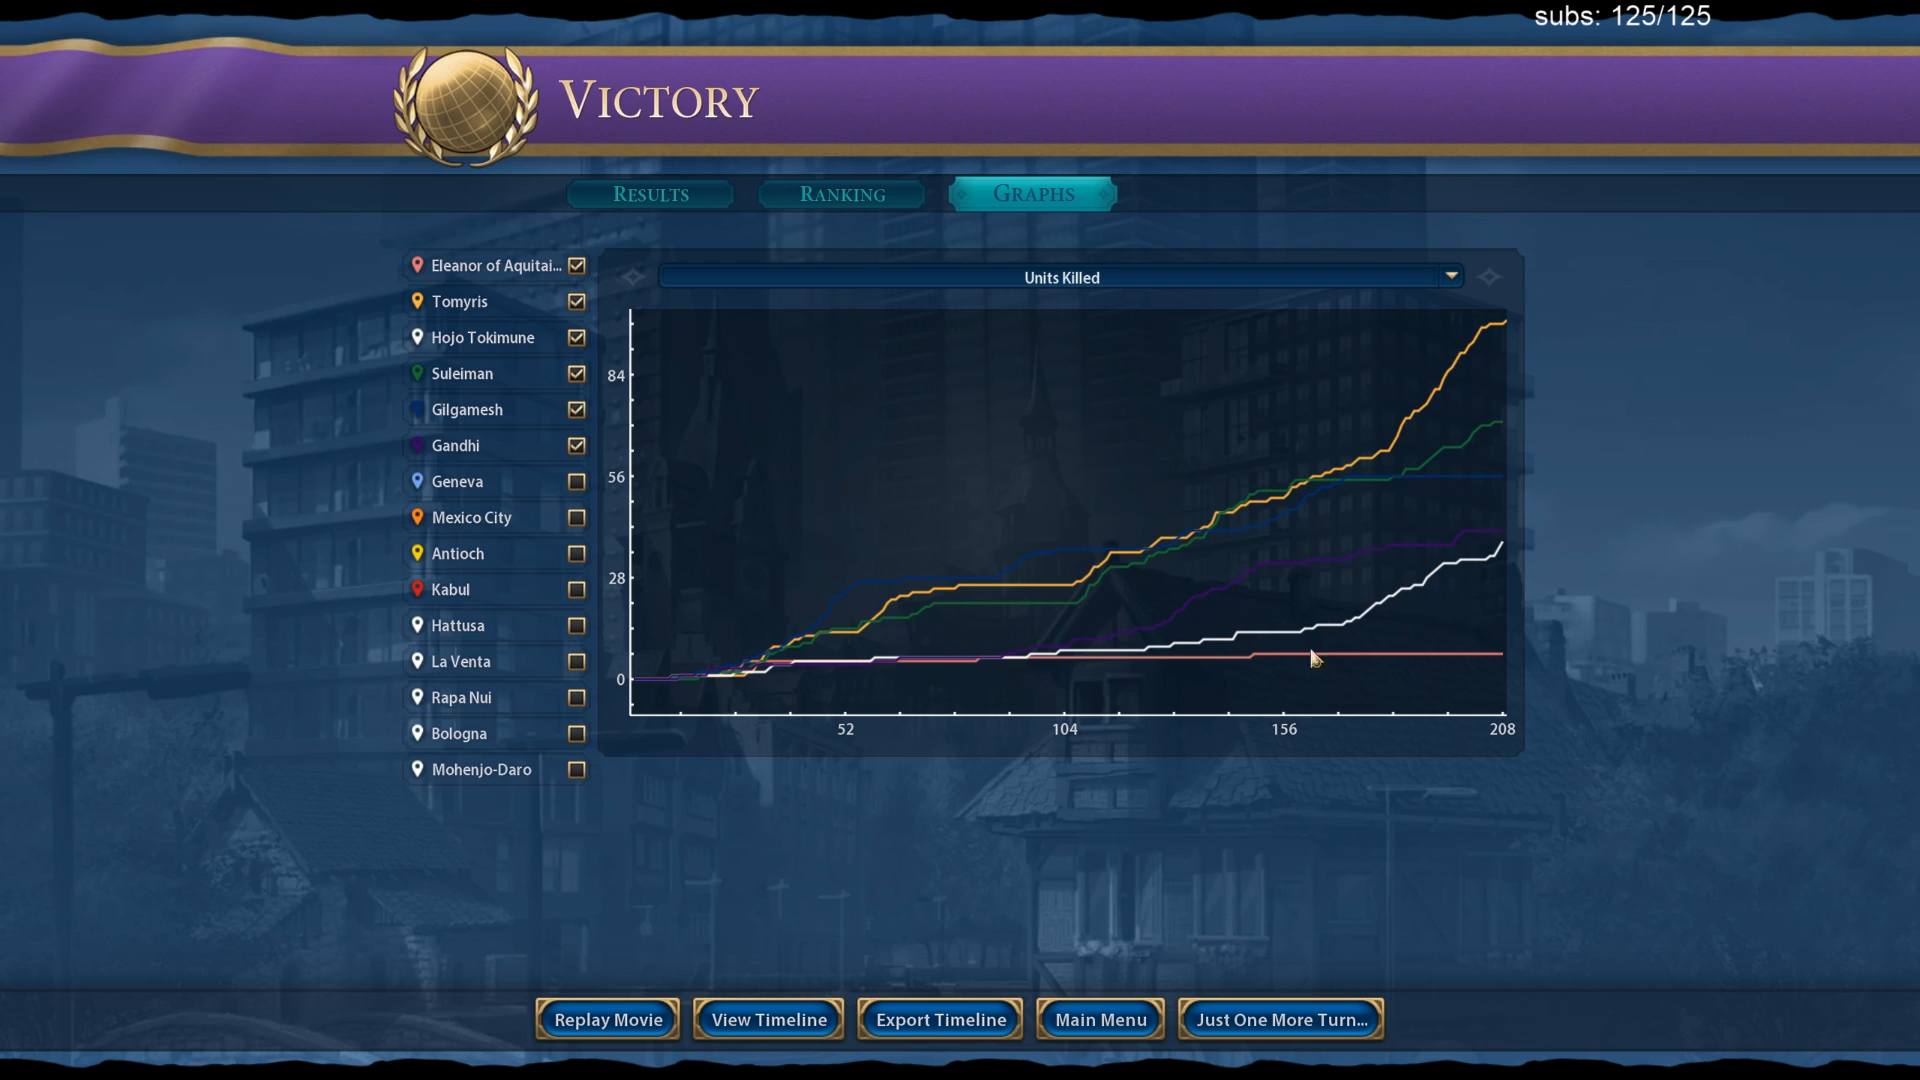 subs: 125/125
VICTORY
RESULTS
RANKING
GRAPHS
Eleanor of Aquitai...
Tomyris
Hojo Tokimune
Suleiman
Gilgamesh
Gandhi
Geneva
Mexico City
Antioch
Kabul
Hattusa
La Venta
Rapa Nui
Bologna
Mohenjo-Daro
Units Killed
84
56
28
0
52 104 156 208
Replay Movie
View Timeline
Export Timeline
Main Menu
Just One More Turn...